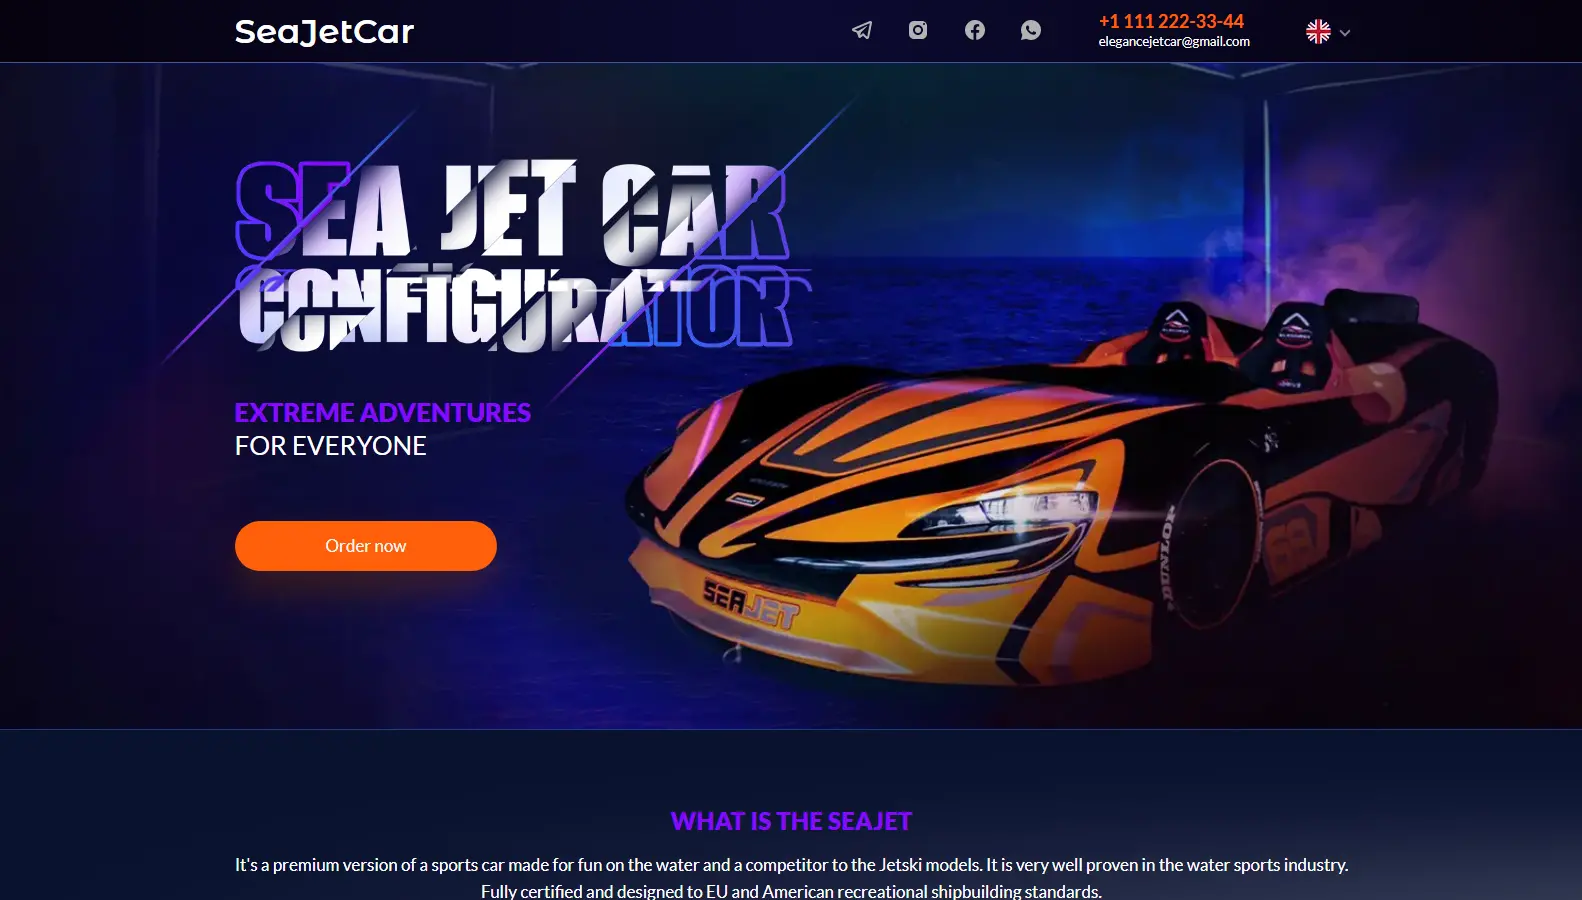 SeaJetCar
+1 111 222-33-44
elegancejetcar@gmail.com
SEA JET CAR
CONFIGURATOR
EXTREME ADVENTURES
FOR EVERYONE
Order now
DUNLOP
SEAJET
WHAT IS THE SEAJET
It's a premium version of a sports car made for fun on the water and a competitor to the Jetski models. It is very well proven in the water sports industry.
Fully certified and designed to EU and American recreational shipbuilding standards.